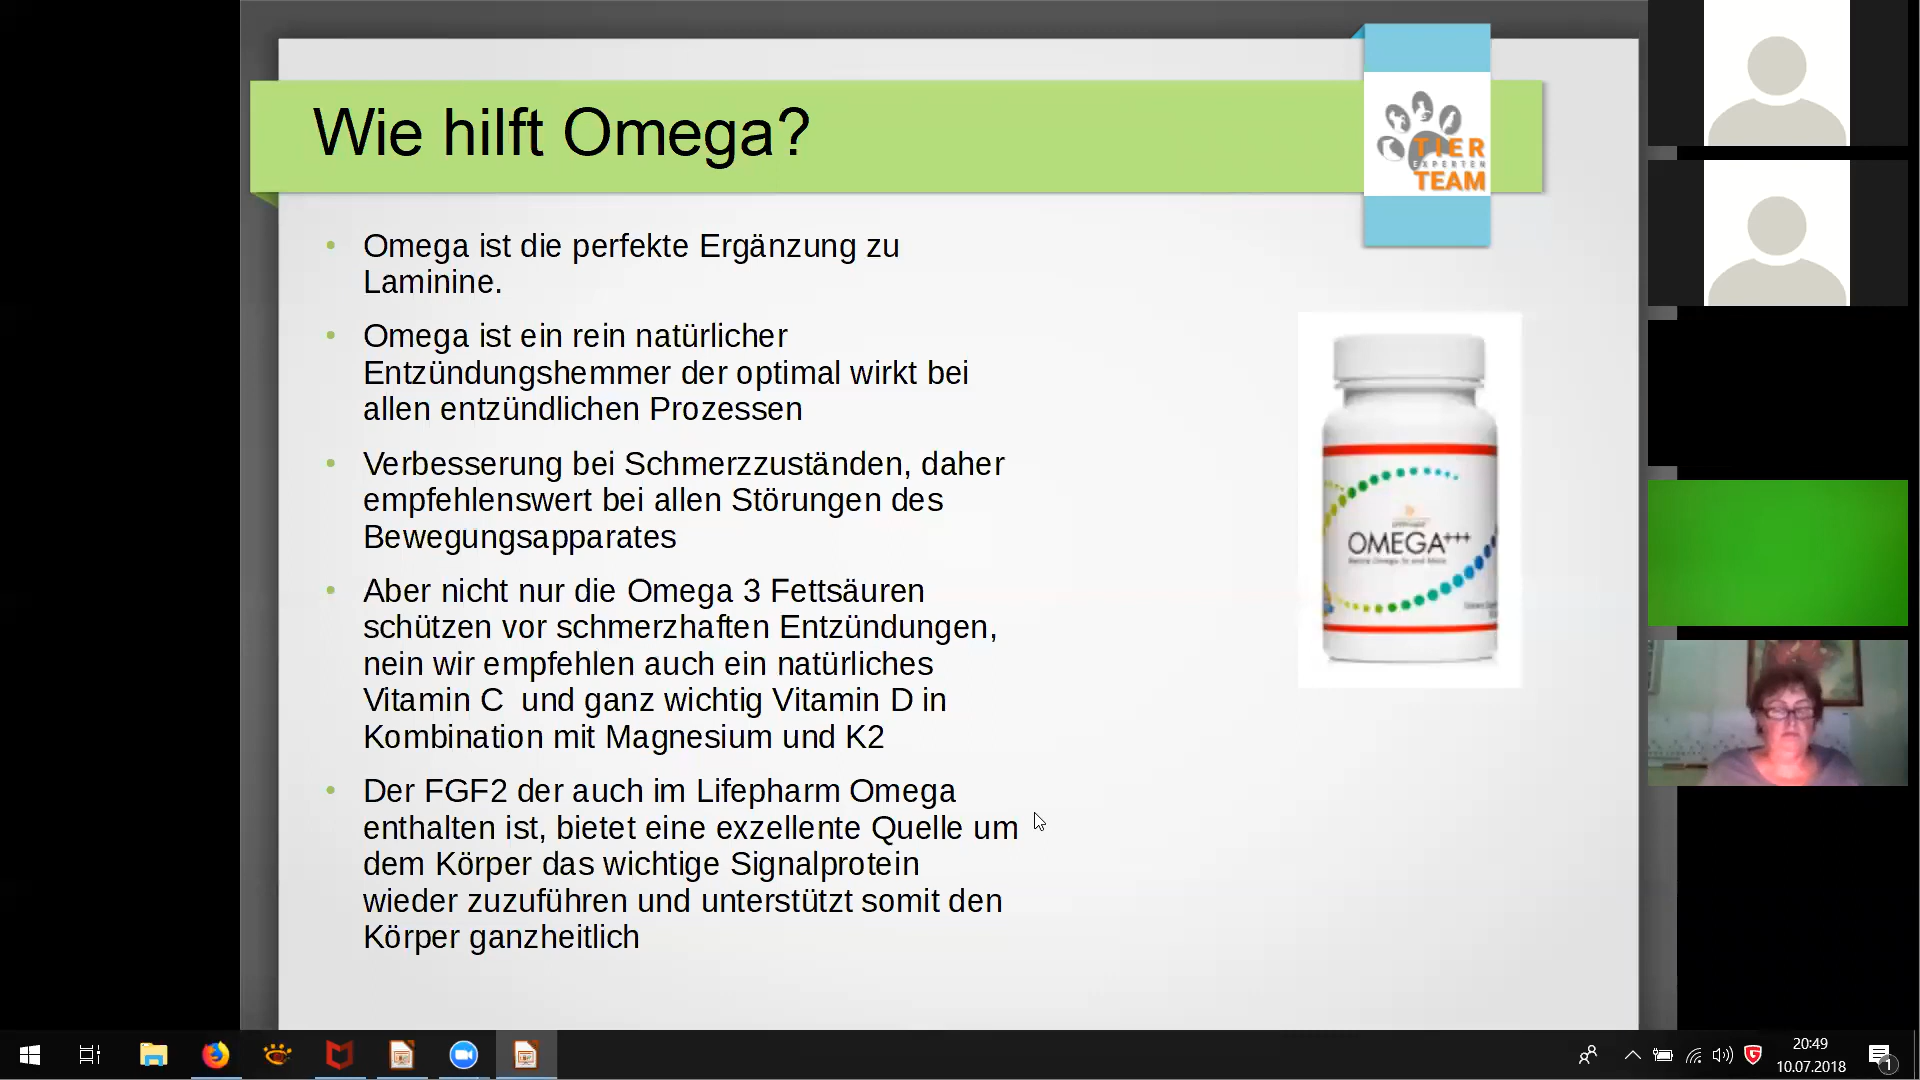 Wie hilft Omega?
TIER
EXPERTEN
TEAM
Omega ist die perfekte Ergänzung zu
Laminine.
Omega ist ein rein natürlicher
Entzündungshemmer der optimal wirkt bei
allen entzündlichen Prozessen
Verbesserung bei Schmerzzuständen, daher
empfehlenswert bei allen Störungen des
Bewegungsapparates
Aber nicht nur die Omega 3 Fettsäuren
schützen vor schmerzhaften Entzündungen,
nein wir empfehlen auch ein natürliches
Vitamin C  und ganz wichtig Vitamin D in
Kombination mit Magnesium und K2
Der FGF2 der auch im Lifepharm Omega
enthalten ist, bietet eine exzellente Quelle um
dem Körper das wichtige Signalprotein
wieder zuzuführen und unterstützt somit den
Körper ganzheitlich
OMEGA+++
20:49
10.07.2018
1